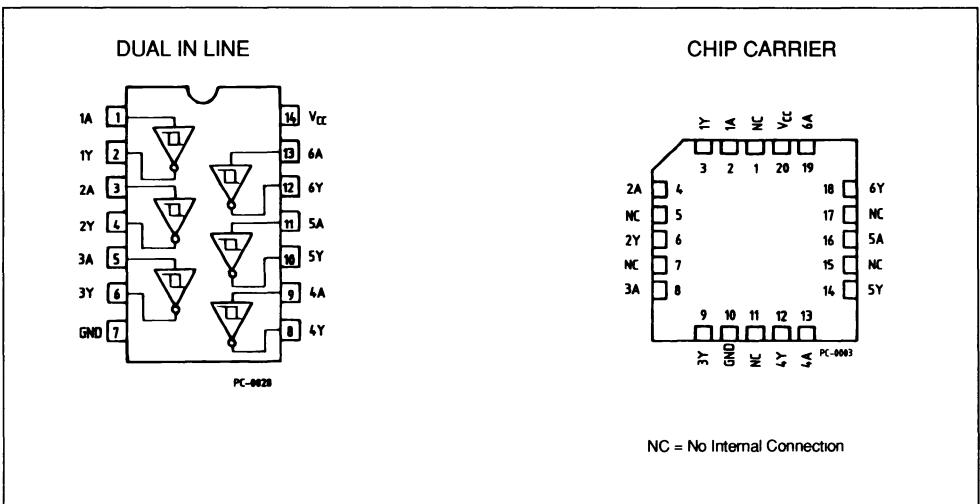 DUAL IN LINE
CHIP CARRIER
1A 1
1Y 2
2A 3
2Y 4
3A 5
3Y 6
GND 7
14 VCC
13 6A
12 6Y
11 5A
10 5Y
9 4A
8 4Y
PC-0028
1Y 1A NC VCC 6A
3 2 1 20 19
2A 4
NC 5
2Y 6
NC 7
3A 8
18 6Y
17 NC
16 5A
15 NC
14 5Y
9 10 11 12 13
3Y GND NC 4Y 4A
PC-0003
NC = No Internal Connection